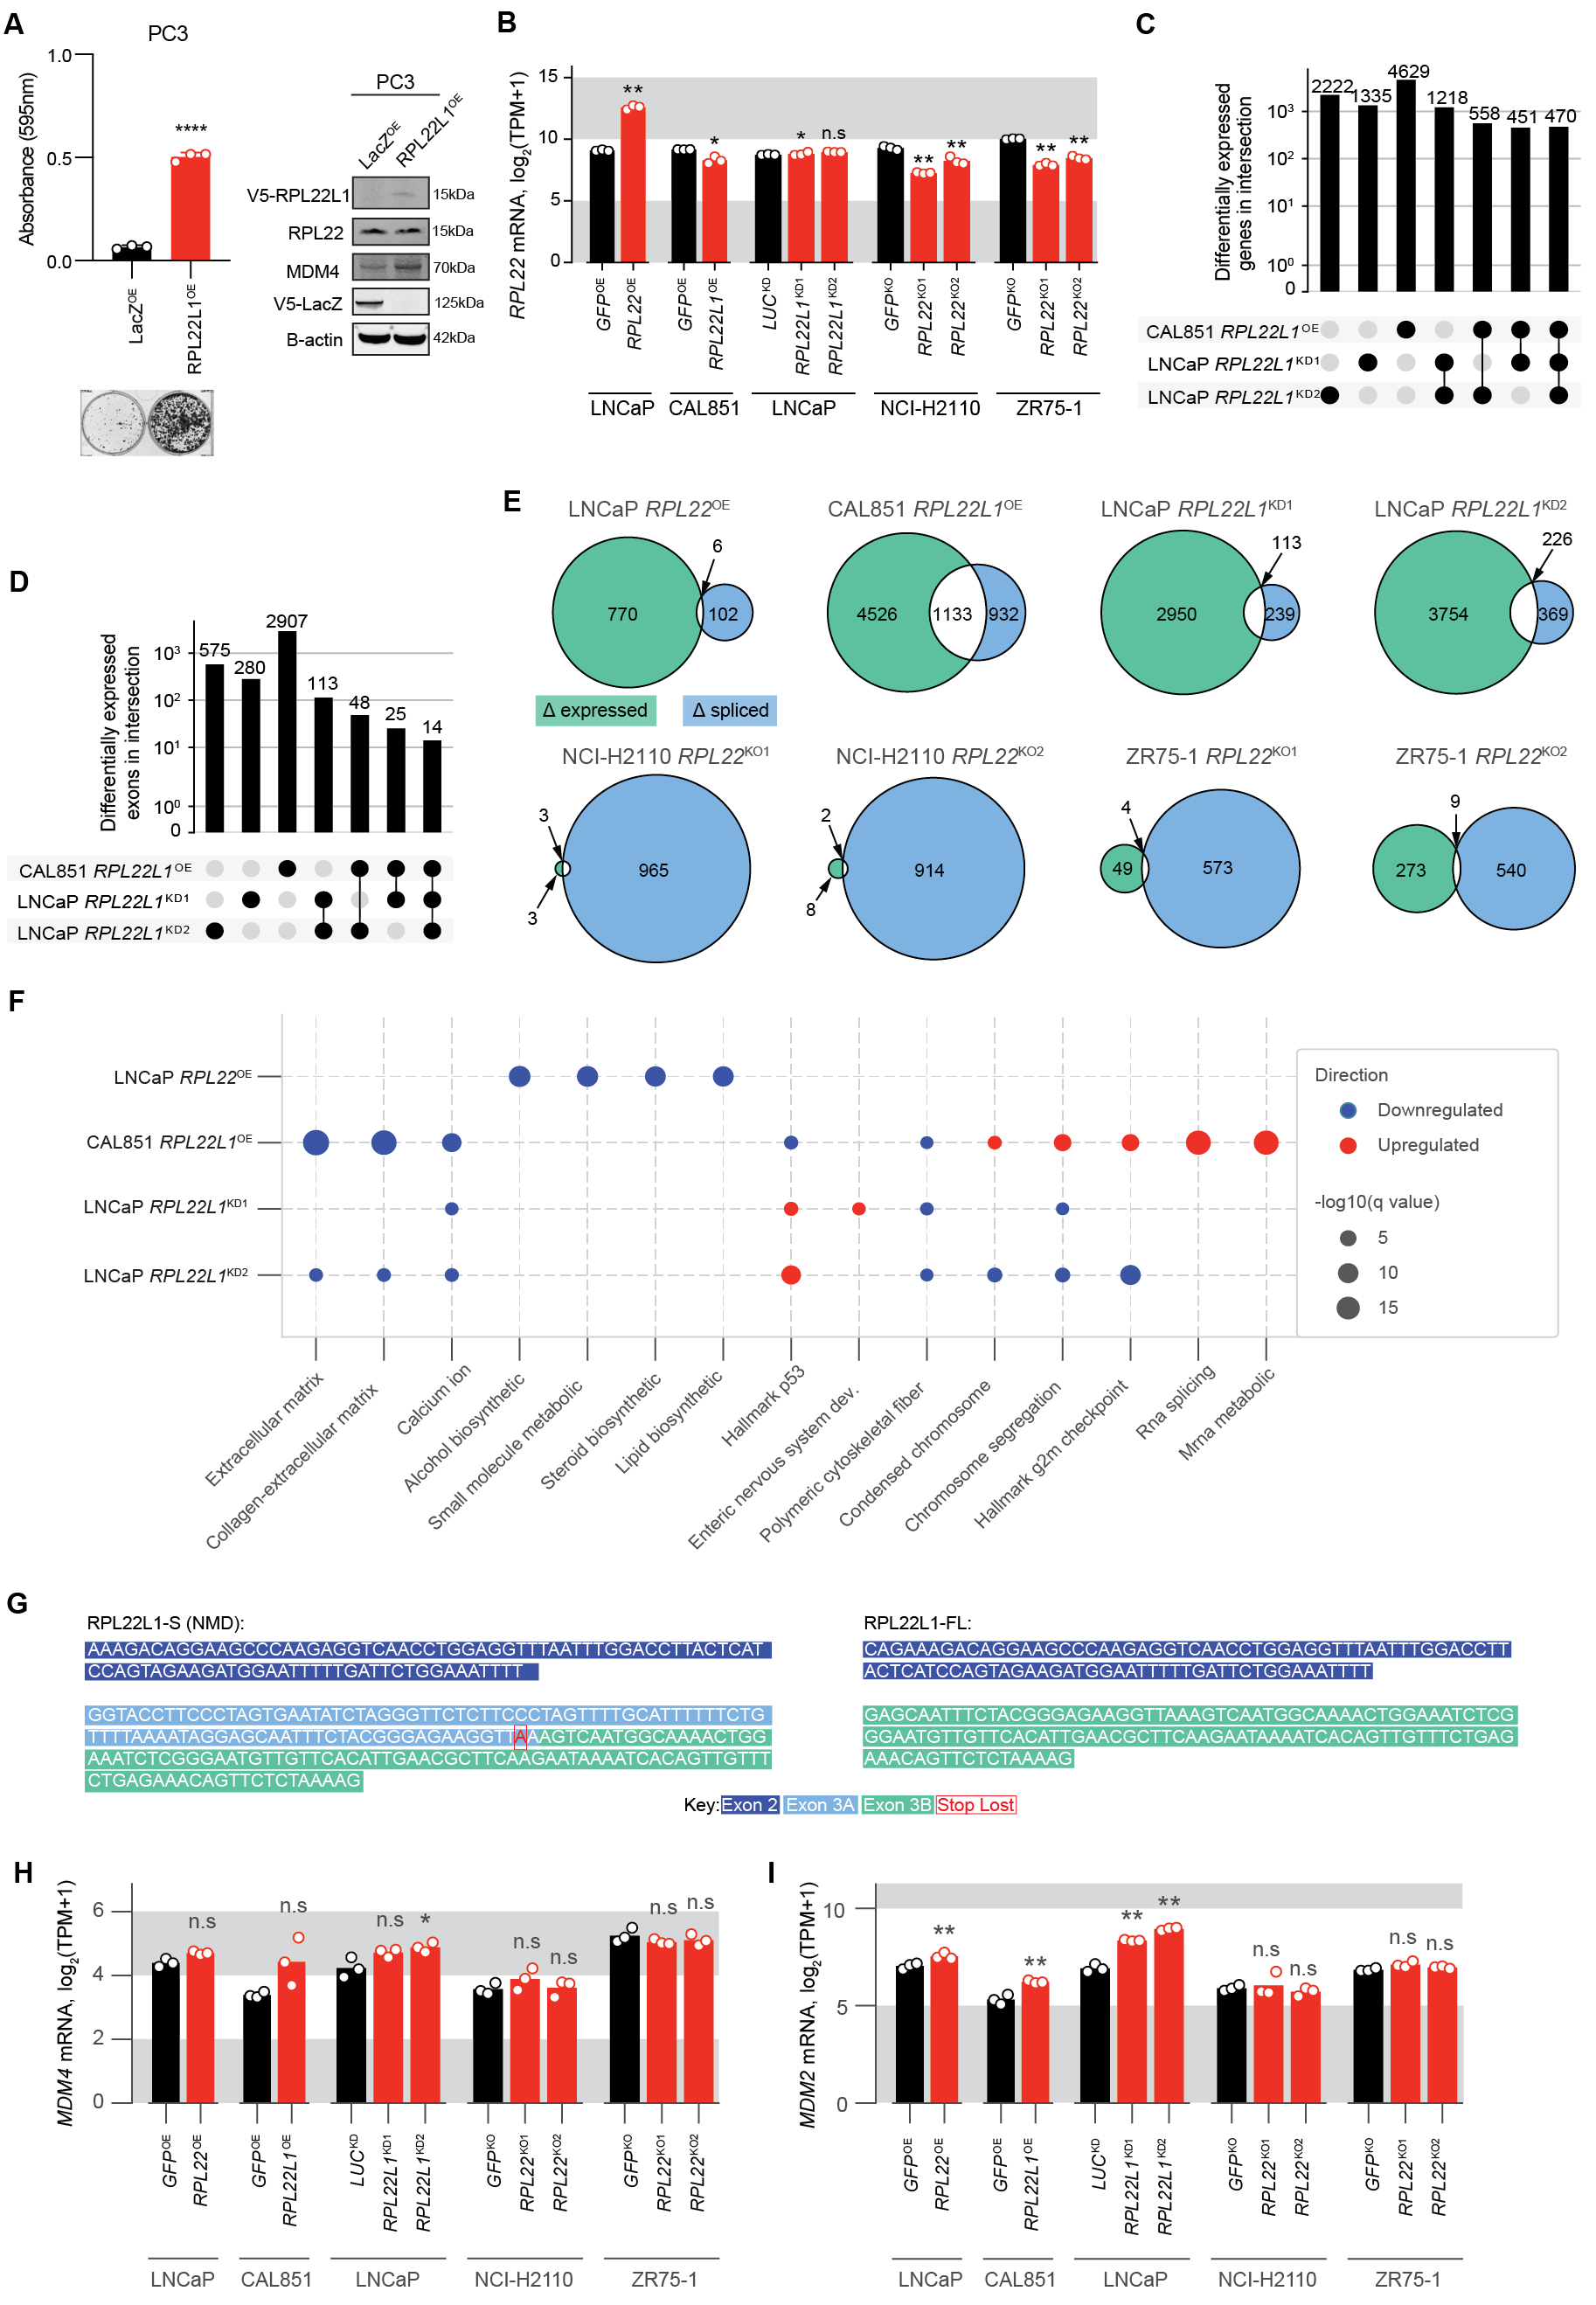 A
PC3
Absorbance (595nm)
1.0
0.5
0.0
****
LacZOE
RPL22L1OE
PC3
LacZOE
RPL22L1OE
V5-RPL22L1 15kDa
RPL22 15kDa
MDM4 70kDa
V5-LacZ 125kDa
B-actin 42kDa
B
RPL22 mRNA, log2(TPM+1)
15
10
5
0
** * * n.s ** ** ** **
GFPOE RPL22OE GFPOE RPL22L1OE LUCKD RPL22L1KD1 RPL22L1KD2 GFPKO RPL22KO1 RPL22KO2 GFPKO RPL22KO1 RPL22KO2
LNCaP CAL851 LNCaP NCI-H2110 ZR75-1
C
Differentially expressed
genes in intersection
10³
10²
10¹
10⁰
0
2222 1335 4629 1218 558 451 470
CAL851 RPL22L1OE
LNCaP RPL22L1KD1
LNCaP RPL22L1KD2
D
Differentially expressed
exons in intersection
10³
10²
10¹
10⁰
0
575 280 2907 113 48 25 14
CAL851 RPL22L1OE
LNCaP RPL22L1KD1
LNCaP RPL22L1KD2
E
LNCaP RPL22OE
770 6 102
CAL851 RPL22L1OE
4526 1133 932
LNCaP RPL22L1KD1
2950 113 239
LNCaP RPL22L1KD2
3754 226 369
Δ expressed Δ spliced
NCI-H2110 RPL22KO1
3 3 965
NCI-H2110 RPL22KO2
2 8 914
ZR75-1 RPL22KO1
4 49 573
ZR75-1 RPL22KO2
9 273 540
F
LNCaP RPL22OE
CAL851 RPL22L1OE
LNCaP RPL22L1KD1
LNCaP RPL22L1KD2
Extracellular matrix
Collagen-extracellular matrix
Calcium ion
Alcohol biosynthetic
Small molecule metabolic
Steroid biosynthetic
Lipid biosynthetic
Hallmark p53
Enteric nervous system dev.
Polymeric cytoskeletal fiber
Condensed chromosome
Chromosome segregation
Hallmark g2m checkpoint
Rna splicing
Mrna metabolic
Direction
Downregulated
Upregulated
-log10(q value)
5
10
15
G
RPL22L1-S (NMD):
AAAGACAGGAAGCCCAAGAGGTCAACCTGGAGGTTTAATTTGGACCTTACTCAT
CCAGTAGAAGATGGAATTTTTGATTCTGGAAATTTT
GGTACCTTCCCTAGTGAATATCTAGGGTTCTCTTCCCTAGTTTTGCATTTTTTCTG
TTTTAAAATAGGAGCAATTTCTACGGGAGAAGGTTAAAGTCAATGGCAAAACTGG
AAATCTCGGGAATGTTGTTCACATTGAACGCTTCAAGAATAAAATCACAGTTGTTT
CTGAGAAACAGTTCTCTAAAAG
RPL22L1-FL:
CAGAAAGACAGGAAGCCCAAGAGGTCAACCTGGAGGTTTAATTTGGACCTT
ACTCATCCAGTAGAAGATGGAATTTTTGATTCTGGAAATTTT
GAGCAATTTCTACGGGAGAAGGTTAAAGTCAATGGCAAAACTGGAAATCTCG
GGAATGTTGTTCACATTGAACGCTTCAAGAATAAAATCACAGTTGTTTCTGAG
AAACAGTTCTCTAAAAG
Key: Exon 2 Exon 3A Exon 3B Stop Lost
H
MDM4 mRNA, log2(TPM+1)
6
4
2
0
n.s n.s n.s * n.s n.s n.s n.s
GFPOE RPL22OE GFPOE RPL22L1OE LUCKD RPL22L1KD1 RPL22L1KD2 GFPKO RPL22KO1 RPL22KO2 GFPKO RPL22KO1 RPL22KO2
LNCaP CAL851 LNCaP NCI-H2110 ZR75-1
I
MDM2 mRNA, log2(TPM+1)
10
5
0
** ** ** ** n.s n.s n.s n.s
GFPOE RPL22OE GFPOE RPL22L1OE LUCKD RPL22L1KD1 RPL22L1KD2 GFPKO RPL22KO1 RPL22KO2 GFPKO RPL22KO1 RPL22KO2
LNCaP CAL851 LNCaP NCI-H2110 ZR75-1